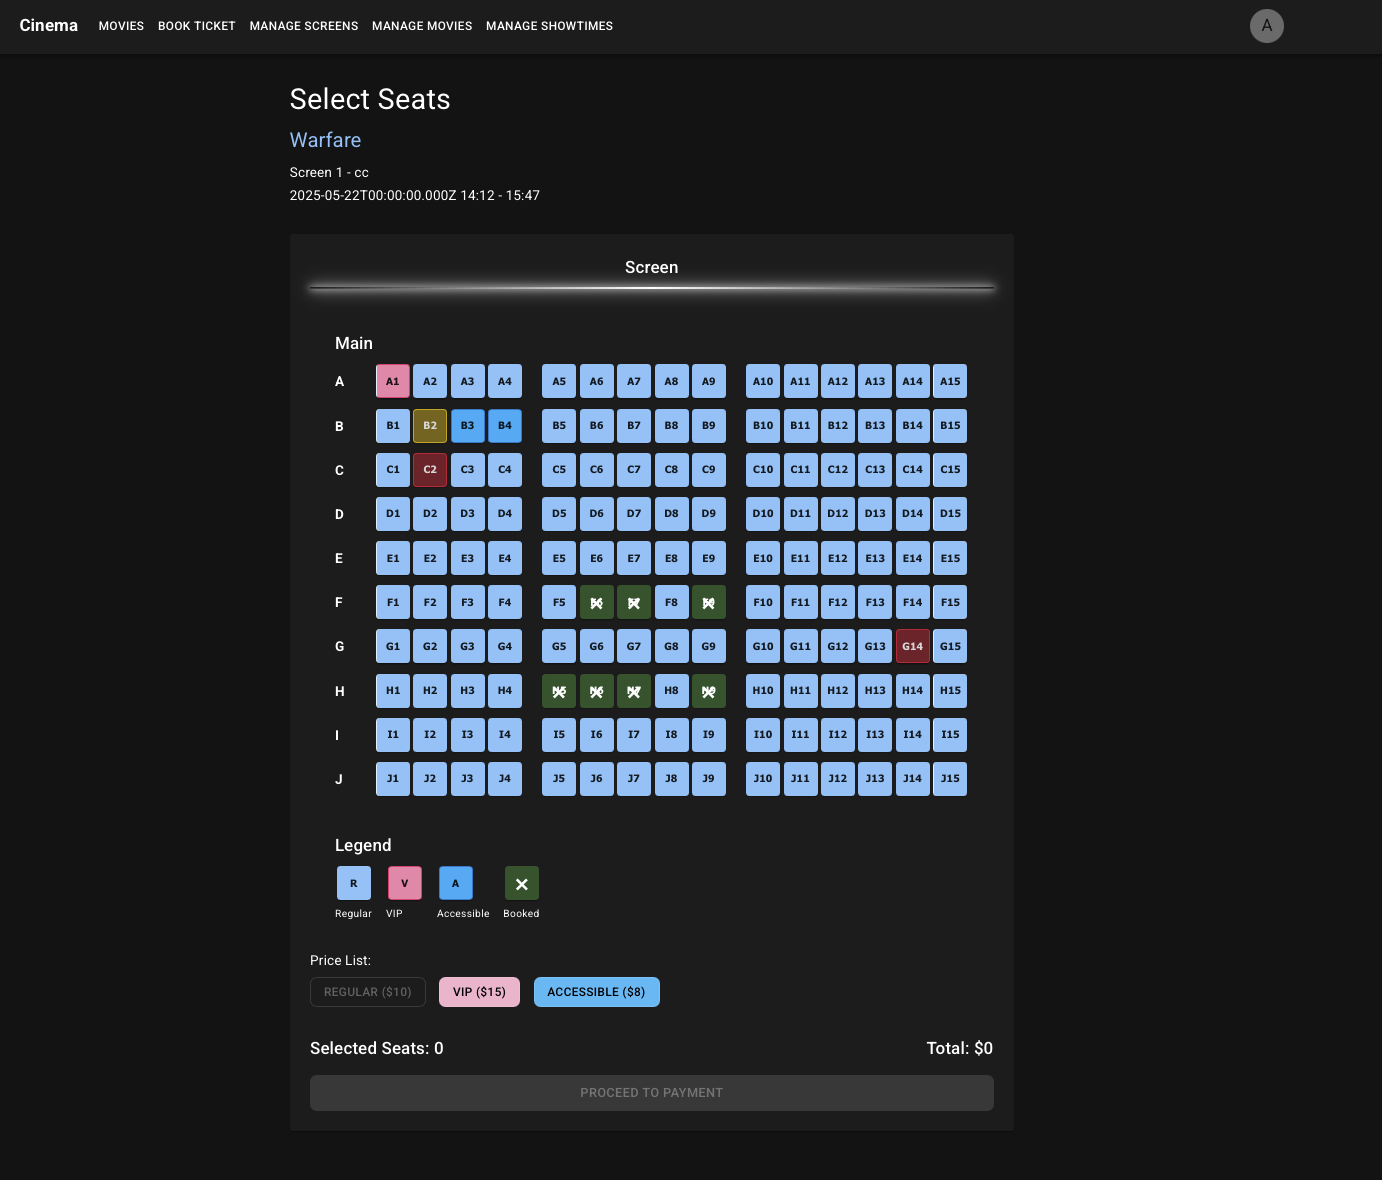 Cinema MOVIES BOOK TICKET MANAGE SCREENS MANAGE MOVIES MANAGE SHOWTIMES A
Select Seats
Warfare
Screen 1 - cc
2025-05-22T00:00:00.000Z 14:12 - 15:47
Screen
Main
A A1 A2 A3 A4 A5 A6 A7 A8 A9 A10 A11 A12 A13 A14 A15
B B1 B2 B3 B4 B5 B6 B7 B8 B9 B10 B11 B12 B13 B14 B15
C C1 C2 C3 C4 C5 C6 C7 C8 C9 C10 C11 C12 C13 C14 C15
D D1 D2 D3 D4 D5 D6 D7 D8 D9 D10 D11 D12 D13 D14 D15
E E1 E2 E3 E4 E5 E6 E7 E8 E9 E10 E11 E12 E13 E14 E15
F F1 F2 F3 F4 F5 F8 F10 F11 F12 F13 F14 F15
G G1 G2 G3 G4 G5 G6 G7 G8 G9 G10 G11 G12 G13 G14 G15
H H1 H2 H3 H4 H8 H10 H11 H12 H13 H14 H15
I I1 I2 I3 I4 I5 I6 I7 I8 I9 I10 I11 I12 I13 I14 I15
J J1 J2 J3 J4 J5 J6 J7 J8 J9 J10 J11 J12 J13 J14 J15
Legend
R V A
Regular VIP Accessible Booked
Price List:
REGULAR ($10) VIP ($15) ACCESSIBLE ($8)
Selected Seats: 0 Total: $0
PROCEED TO PAYMENT